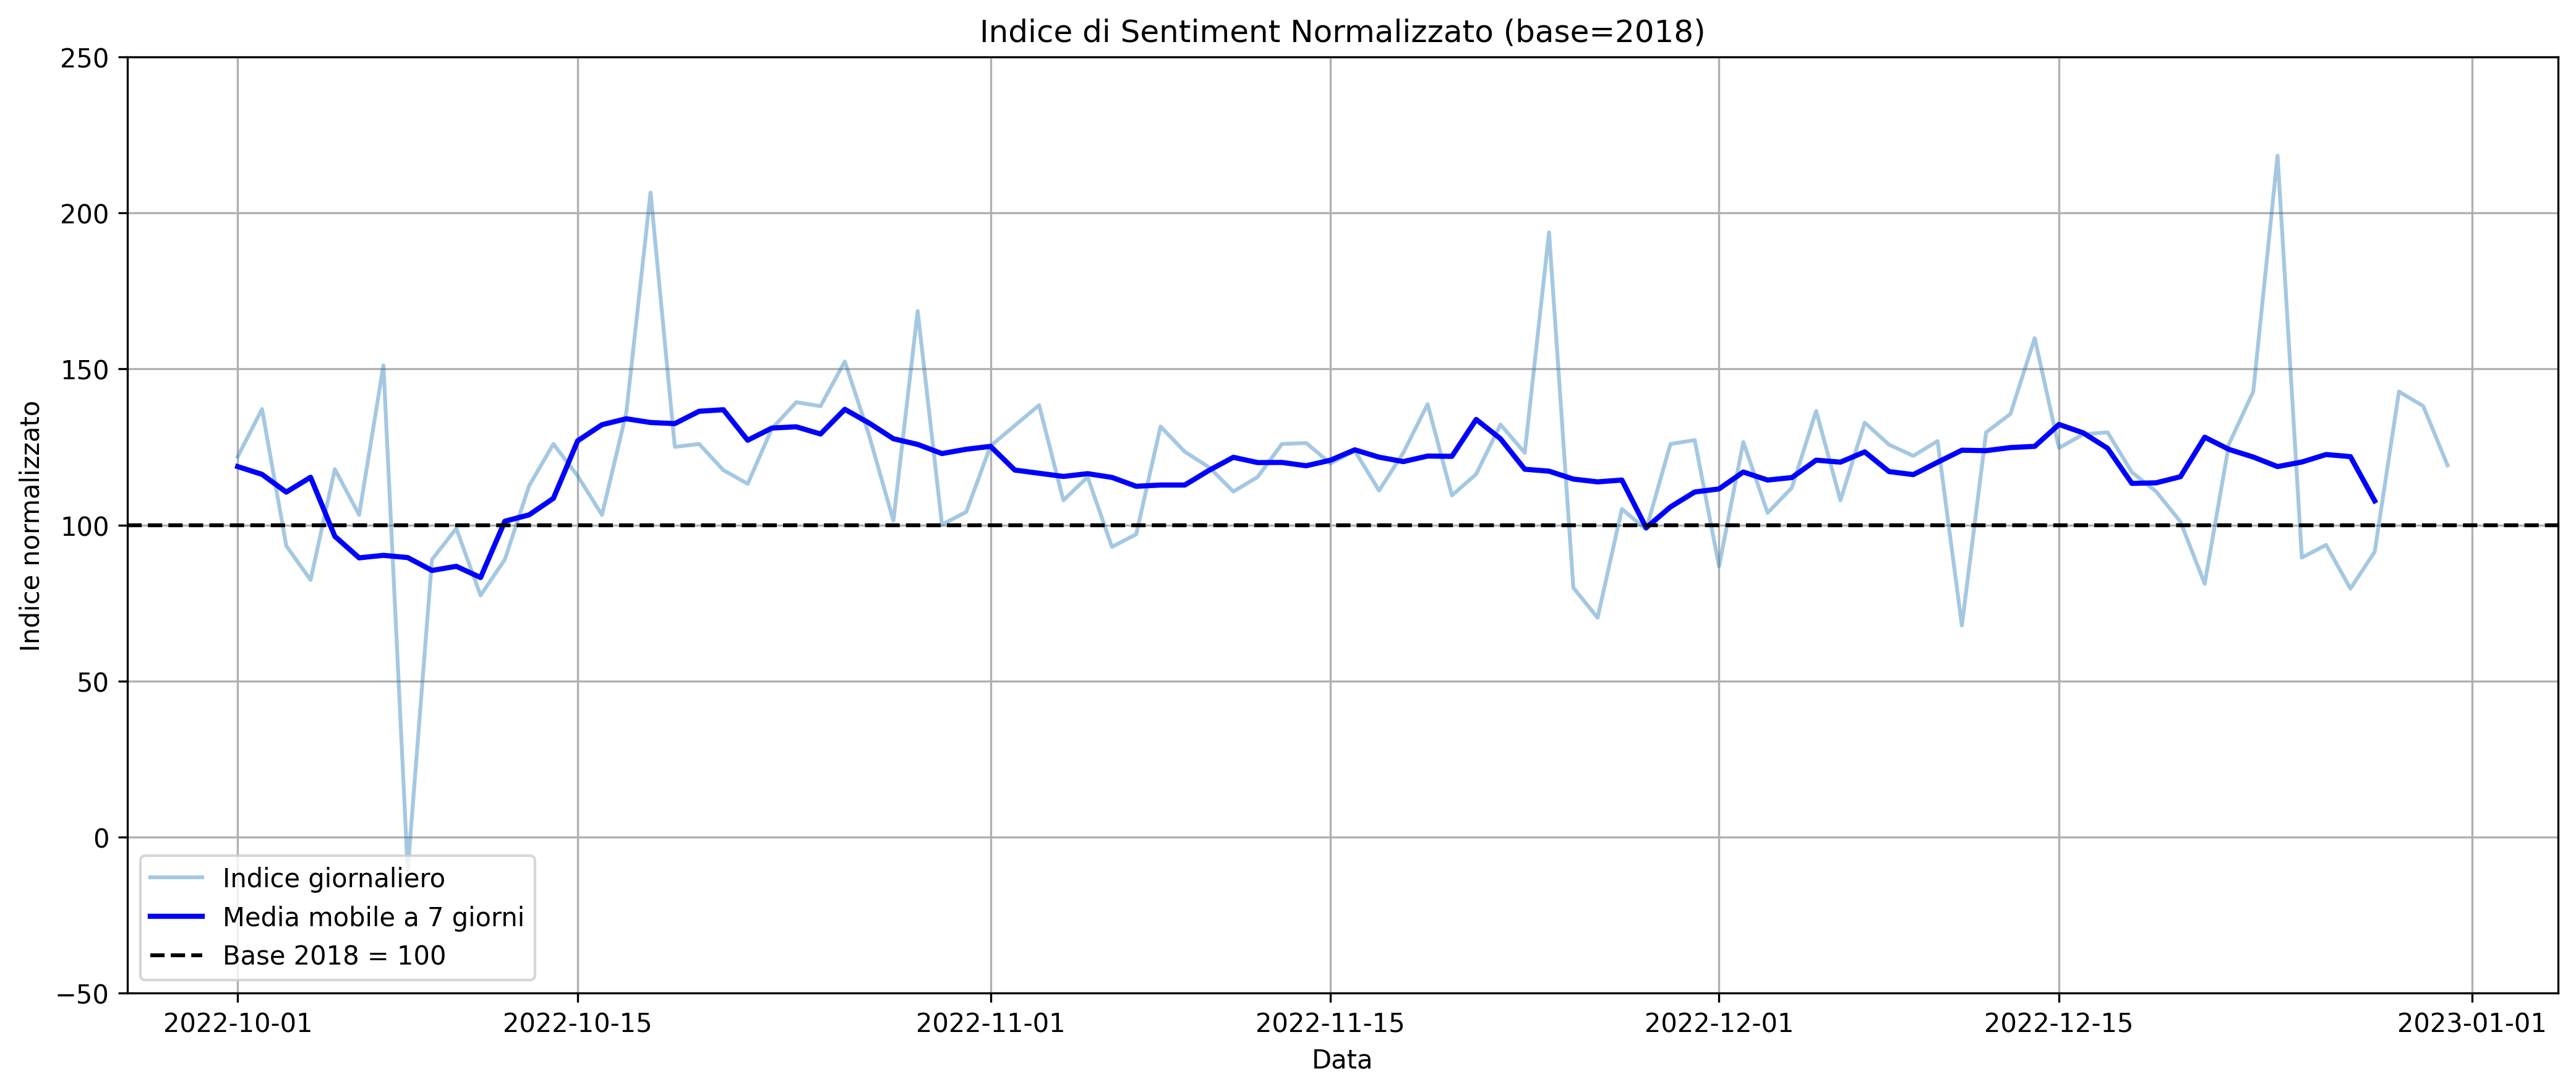 Indice di Sentiment Normalizzato (base=2018)
250
200
150
100
50
0
−50
Indice normalizzato
Indice giornaliero
Media mobile a 7 giorni
Base 2018 = 100
2022-10-01
2022-10-15
2022-11-01
2022-11-15
2022-12-01
2022-12-15
2023-01-01
Data